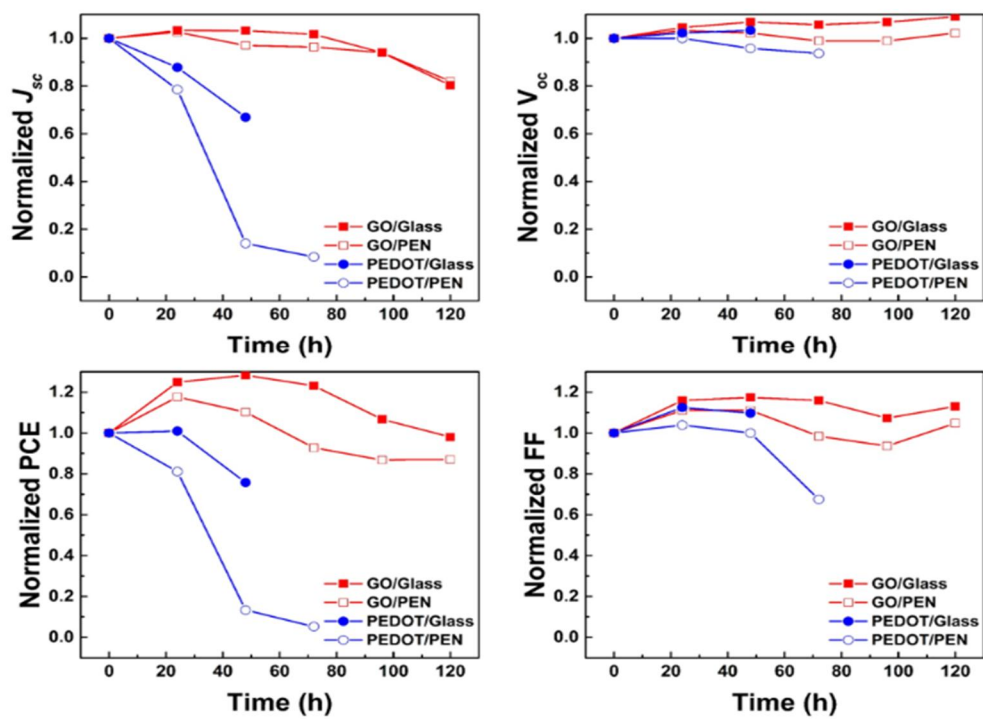 Normalized Jsc
1.0
0.8
0.6
0.4
0.2
0.0
GO/Glass
GO/PEN
PEDOT/Glass
PEDOT/PEN
0 20 40 60 80 100 120
Time (h)
Normalized Voc
1.0
0.8
0.6
0.4
0.2
0.0
GO/Glass
GO/PEN
PEDOT/Glass
PEDOT/PEN
0 20 40 60 80 100 120
Time (h)
Normalized PCE
1.2
1.0
0.8
0.6
0.4
0.2
0.0
GO/Glass
GO/PEN
PEDOT/Glass
PEDOT/PEN
0 20 40 60 80 100 120
Time (h)
Normalized FF
1.2
1.0
0.8
0.6
0.4
0.2
0.0
GO/Glass
GO/PEN
PEDOT/Glass
PEDOT/PEN
0 20 40 60 80 100 120
Time (h)